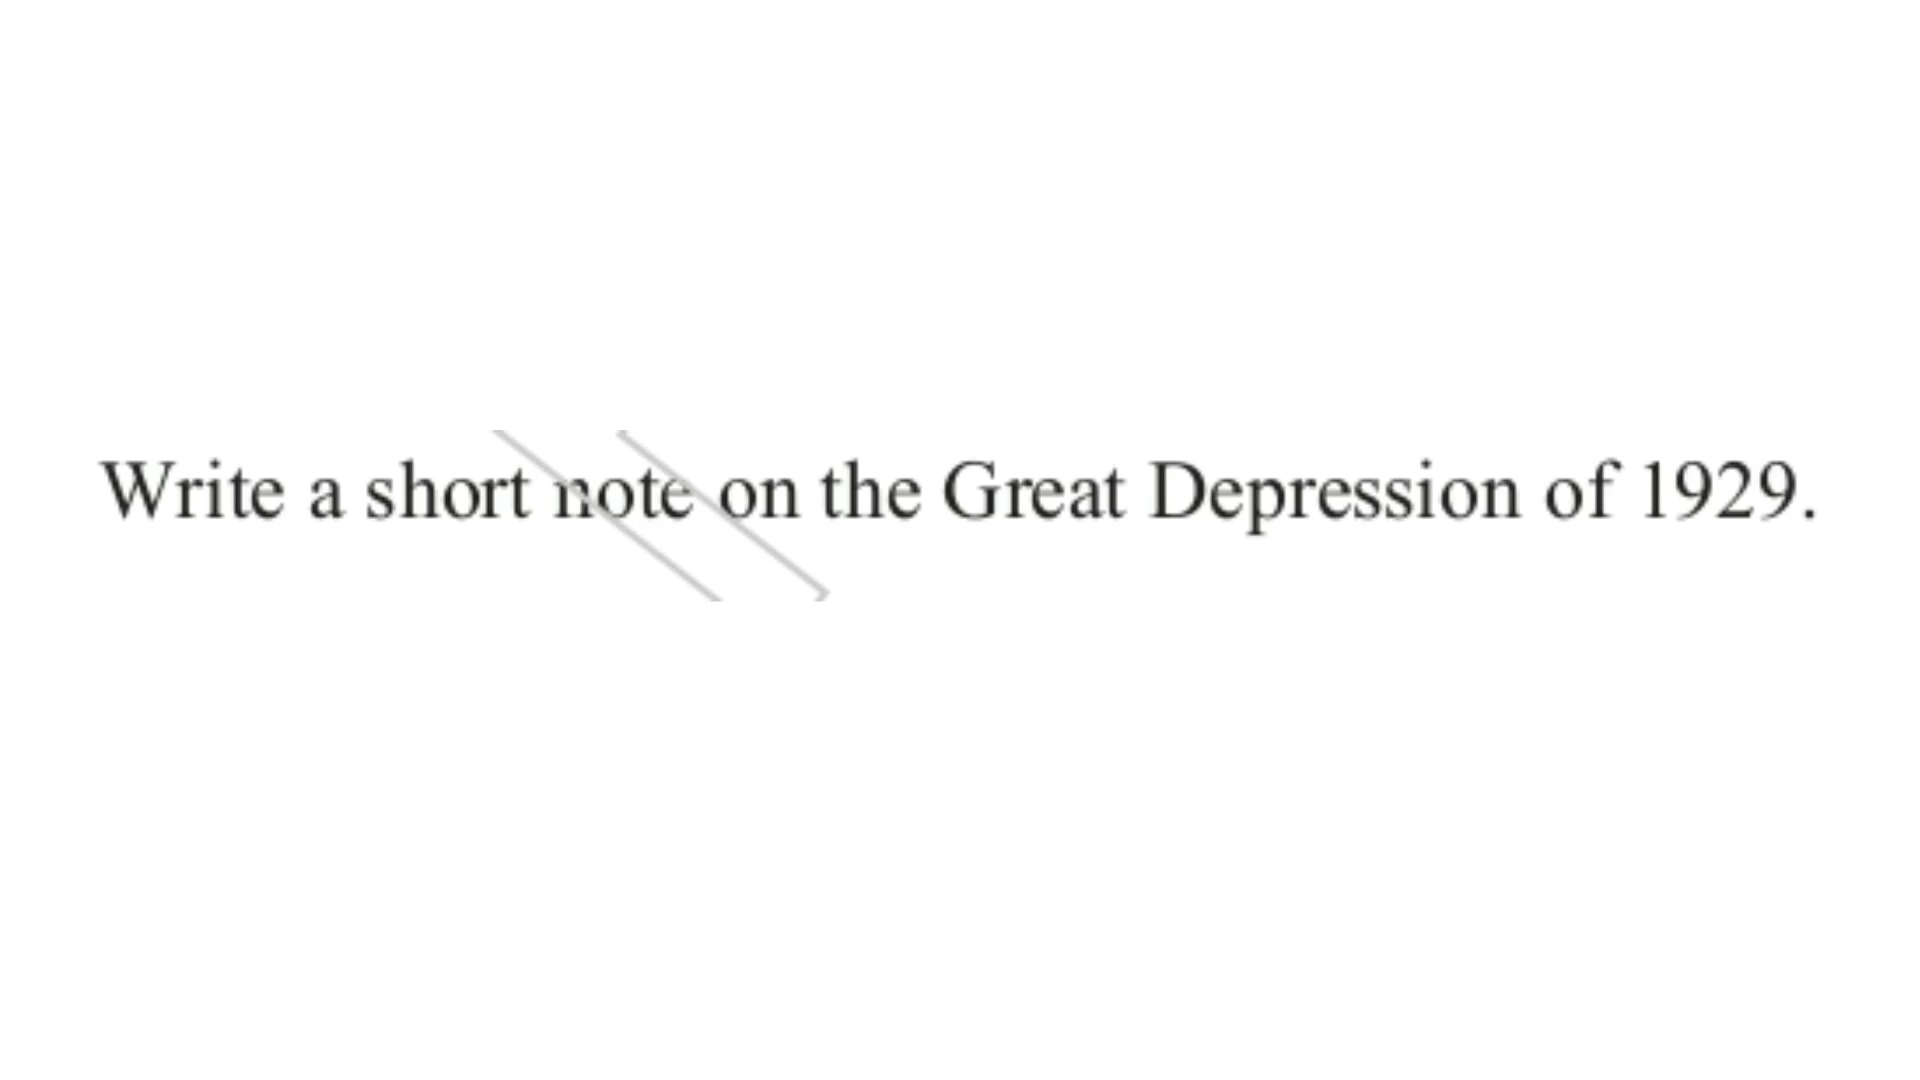 Write a short note on the Great Depression of 1929.